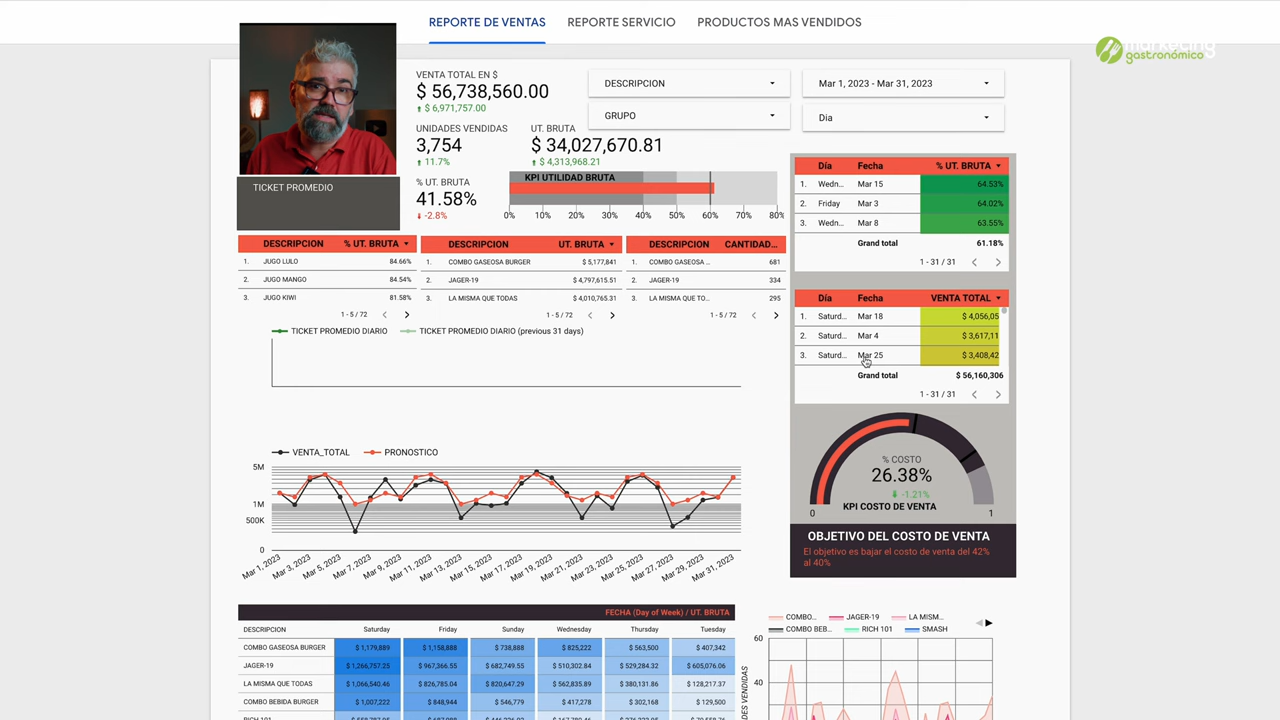 REPORTE DE VENTAS
REPORTE SERVICIO
PRODUCTOS MAS VENDIDOS
marketing
gastronómico
VENTA TOTAL EN $
$ 56,738,560.00
$ 6,971,757.00
UNIDADES VENDIDAS
3,754
11.7%
UT. BRUTA
$ 34,027,670.81
$ 4,313,968.21
% UT. BRUTA
41.58%
-2.8%
DESCRIPCION
GRUPO
Mar 1, 2023 - Mar 31, 2023
Dia
TICKET PROMEDIO
KPI UTILIDAD BRUTA
0% 10% 20% 30% 40% 50% 60% 70% 80%
DESCRIPCION % UT. BRUTA
1. JUGO LULO 84.66%
2. JUGO MANGO 84.54%
3. JUGO KIWI 81.58%
1 - 5 / 72
DESCRIPCION UT. BRUTA
1. COMBO GASEOSA BURGER $ 5,177,841
2. JAGER-19 $ 4,797,615.51
3. LA MISMA QUE TODAS $ 4,010,765.31
1 - 5 / 72
DESCRIPCION CANTIDAD...
1. COMBO GASEOSA ... 681
2. JAGER-19 334
3. LA MISMA QUE TO... 295
1 - 5 / 72
Día Fecha % UT. BRUTA
1. Wedn... Mar 15 64.53%
2. Friday Mar 3 64.02%
3. Wedn... Mar 8 63.55%
Grand total 61.18%
1 - 31 / 31
Día Fecha VENTA TOTAL
1. Saturd... Mar 18 $ 4,056,05
2. Saturd... Mar 4 $ 3,617,11
3. Saturd... Mar 25 $ 3,408,42
Grand total $ 56,160,306
1 - 31 / 31
TICKET PROMEDIO DIARIO TICKET PROMEDIO DIARIO (previous 31 days)
VENTA_TOTAL PRONOSTICO
5M
1M
500K
0
Mar 1, 2023 Mar 3, 2023 Mar 5, 2023 Mar 7, 2023 Mar 9, 2023 Mar 11, 2023 Mar 13, 2023 Mar 15, 2023 Mar 17, 2023 Mar 19, 2023 Mar 21, 2023 Mar 23, 2023 Mar 25, 2023 Mar 27, 2023 Mar 29, 2023 Mar 31, 2023
% COSTO
26.38%
-1.21%
KPI COSTO DE VENTA
0 1
OBJETIVO DEL COSTO DE VENTA
El objetivo es bajar el costo de venta del 42%
al 40%
FECHA (Day of Week) / UT. BRUTA
DESCRIPCION Saturday Friday Sunday Wednesday Thursday Tuesday
COMBO GASEOSA BURGER $ 1,179,889 $ 1,158,888 $ 738,888 $ 825,222 $ 563,500 $ 407,342
JAGER-19 $ 1,266,757.25 $ 967,366.55 $ 682,749.55 $ 510,302.84 $ 529,284.32 $ 605,076.06
LA MISMA QUE TODAS $ 1,066,540.46 $ 826,785.04 $ 820,647.29 $ 562,835.89 $ 380,131.86 $ 128,217.37
COMBO BEBIDA BURGER $ 1,007,222 $ 848,944 $ 546,779 $ 417,278 $ 302,168 $ 129,500
RICH 101
COMBO... JAGER-19 LA MISM...
COMBO BEB... RICH 101 SMASH
60
40
DES VENDIDAS